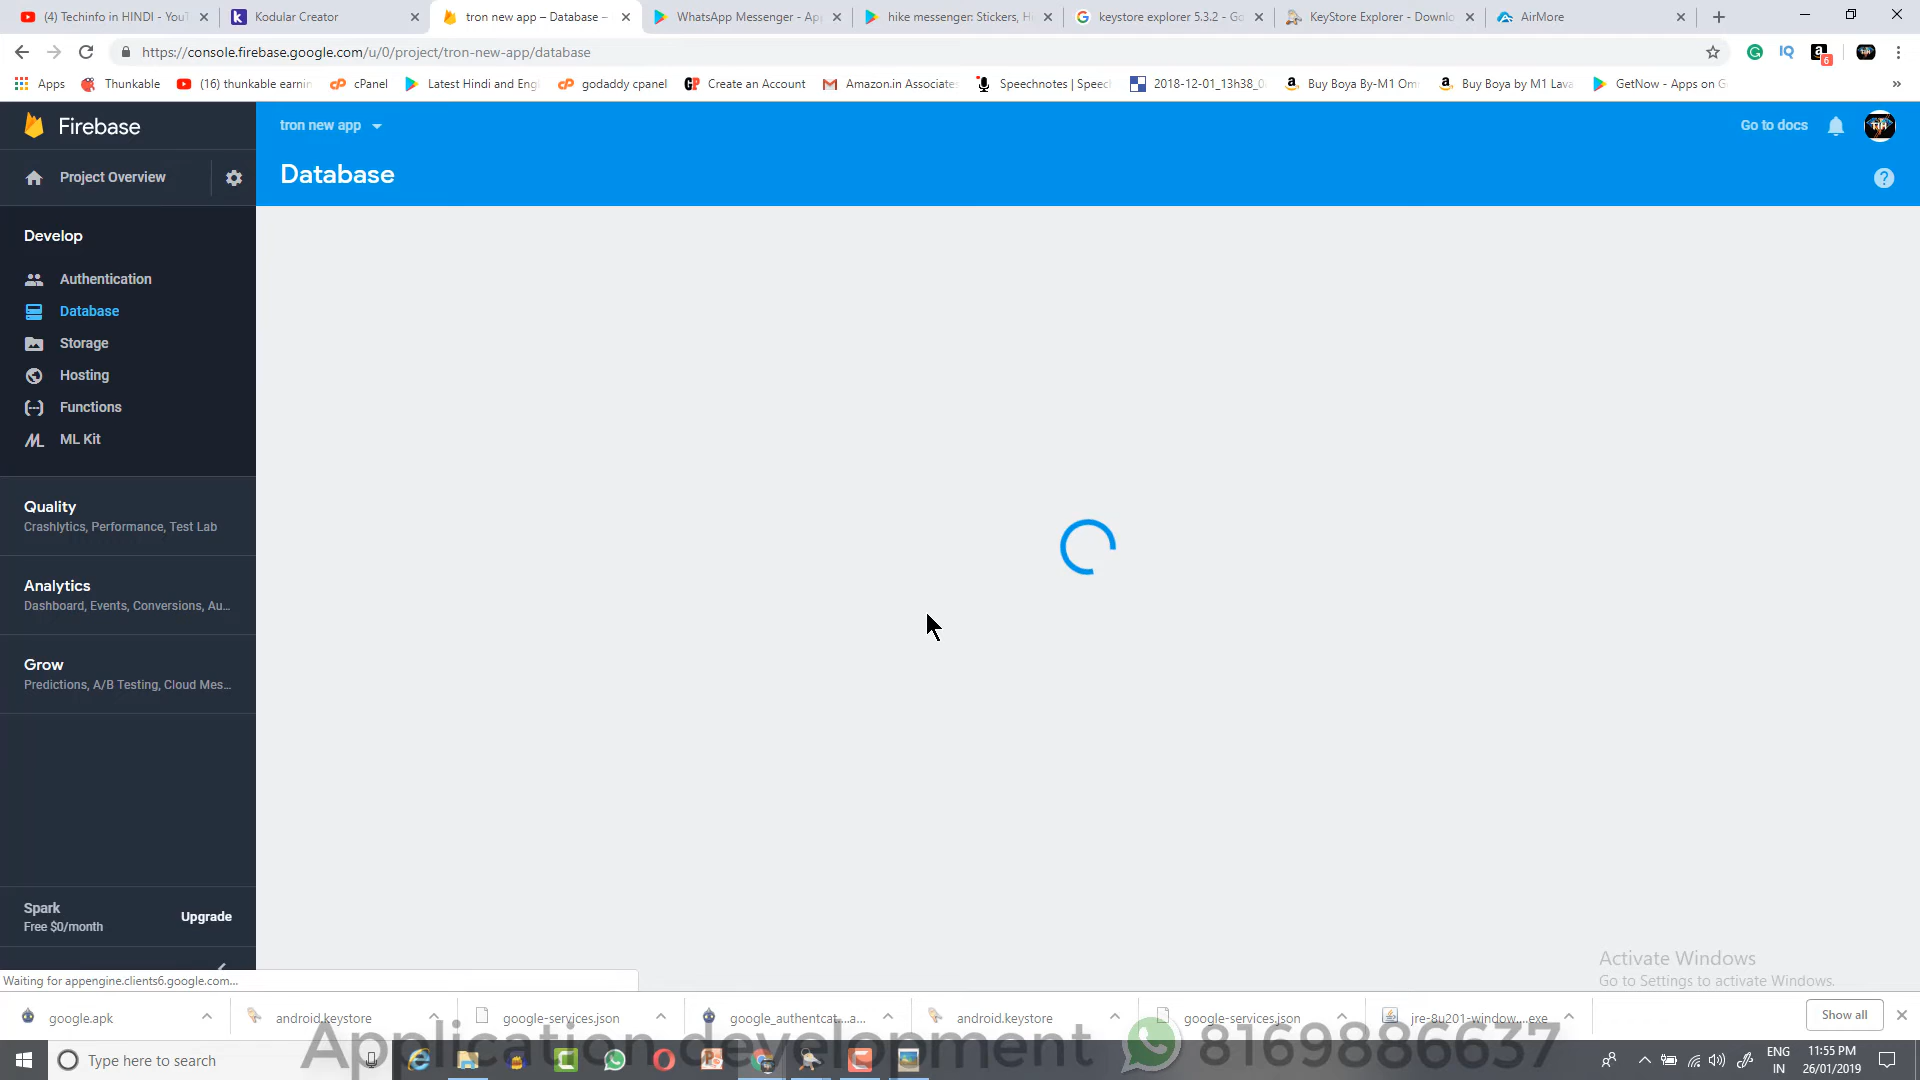 (4) Techinfo in HINDI - YouT
Kodular Creator
tron new app – Database –
WhatsApp Messenger - App
hike messenger: Stickers, H
keystore explorer 5.3.2 - Go
KeyStore Explorer - Downlo
AirMore
https://console.firebase.google.com/u/0/project/tron-new-app/database
6
Apps
Thunkable
(16) thunkable earnin
cPanel
Latest Hindi and Engl
godaddy cpanel
Create an Account
Amazon.in Associate
Speechnotes | Speech
2018-12-01_13h38_0
Buy Boya By-M1 Om
Buy Boya by M1 Lava
GetNow - Apps on G
»
Firebase
tron new app
Go to docs
TIH
Project Overview
Database
?
Develop
Authentication
Database
Storage
Hosting
Functions
ML Kit
Quality
Crashlytics, Performance, Test Lab
Analytics
Dashboard, Events, Conversions, Au...
Grow
Predictions, A/B Testing, Cloud Mes...
Spark
Free $0/month
Upgrade
Activate Windows
Go to Settings to activate Windows.
Waiting for appengine.clients6.google.com...
google.apk
android.keystore
google-services.json
google_authentcat....a...
android.keystore
google-services.json
jre-8u201-window....exe
Show all
Application development 8169886637
Type here to search
ENG
IN
11:55 PM
26/01/2019